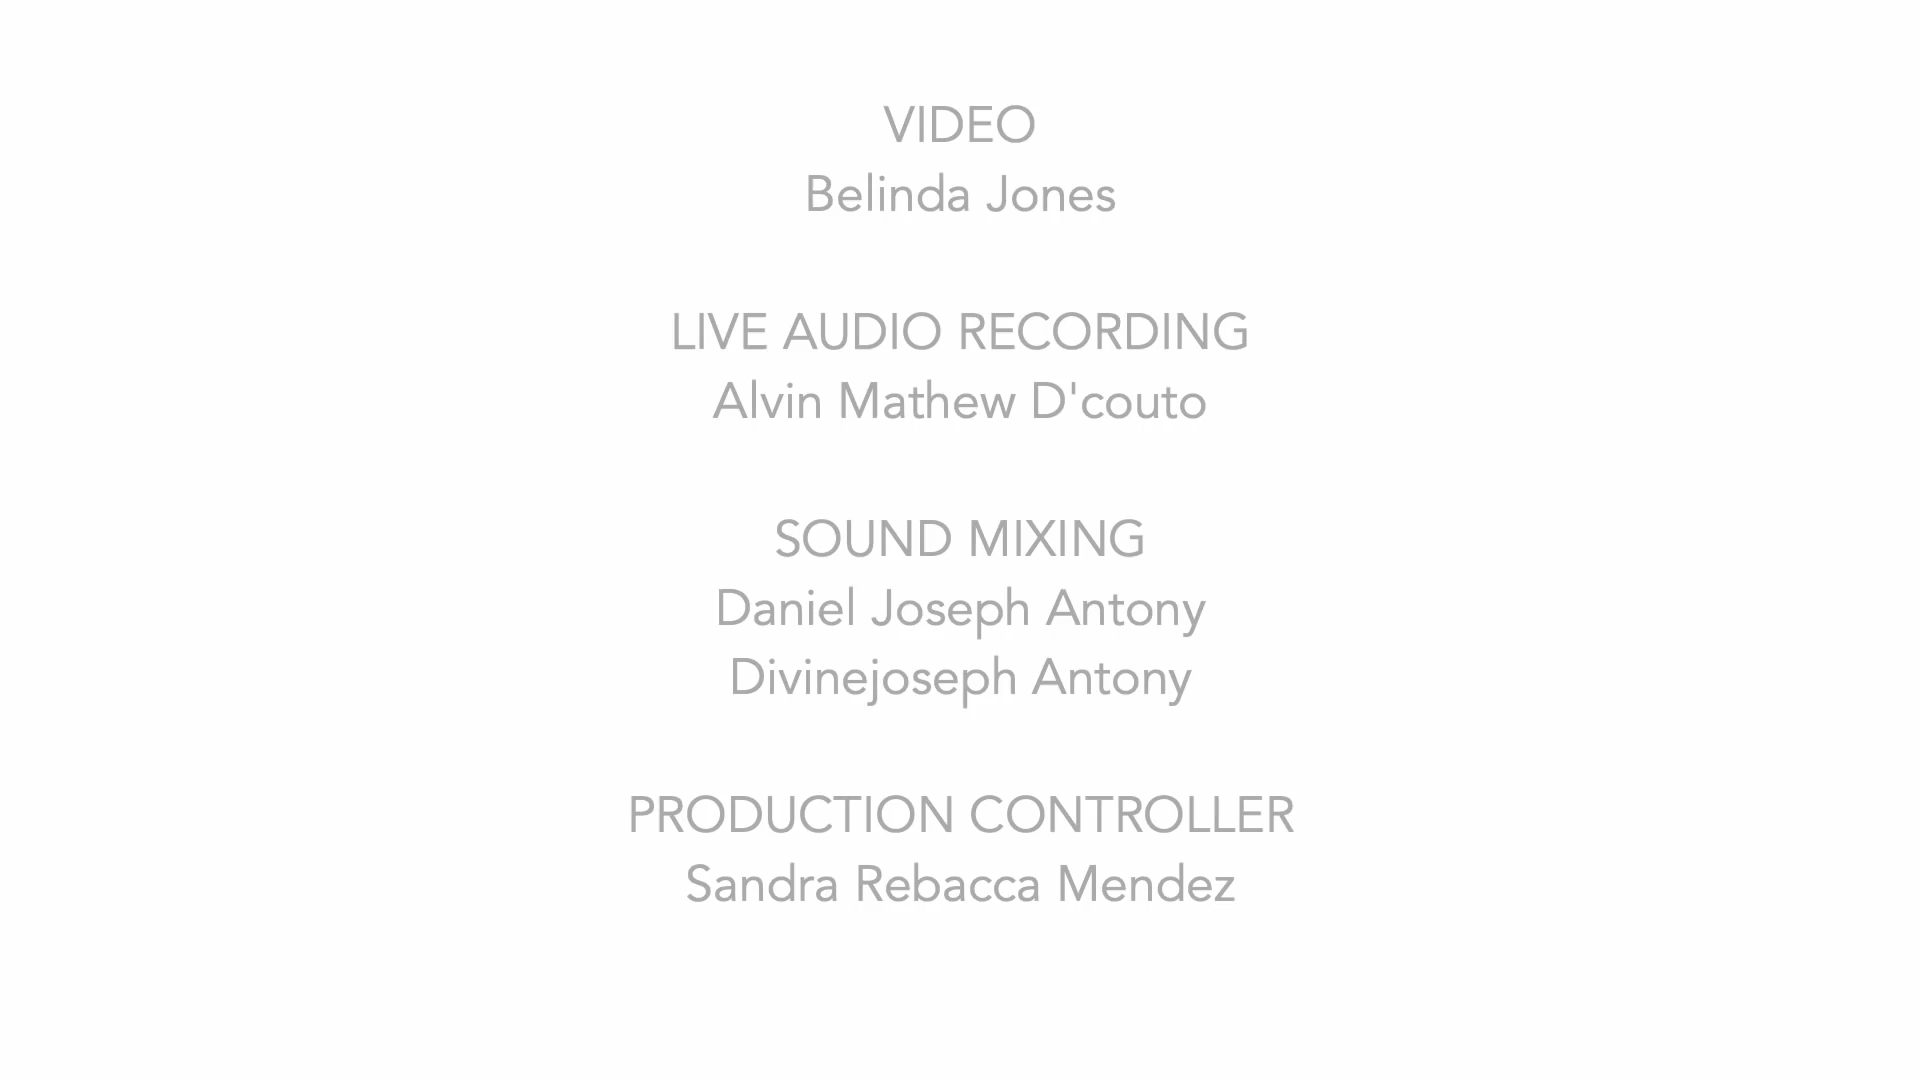 VIDEO
Belinda Jones
LIVE AUDIO RECORDING
Alvin Mathew D'couto
SOUND MIXING
Daniel Joseph Antony
Divinejoseph Antony
PRODUCTION CONTROLLER
Sandra Rebacca Mendez